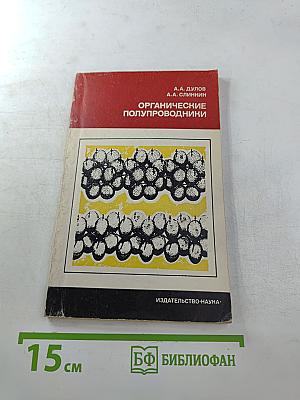 А.А. ДУЛОВ
А.А. СЛИНКИН
ОРГАНИЧЕСКИЕ
ПОЛУПРОВОДНИКИ
ИЗДАТЕЛЬСТВО·НАУКА·
15 см
БФ БИБЛИОФАН